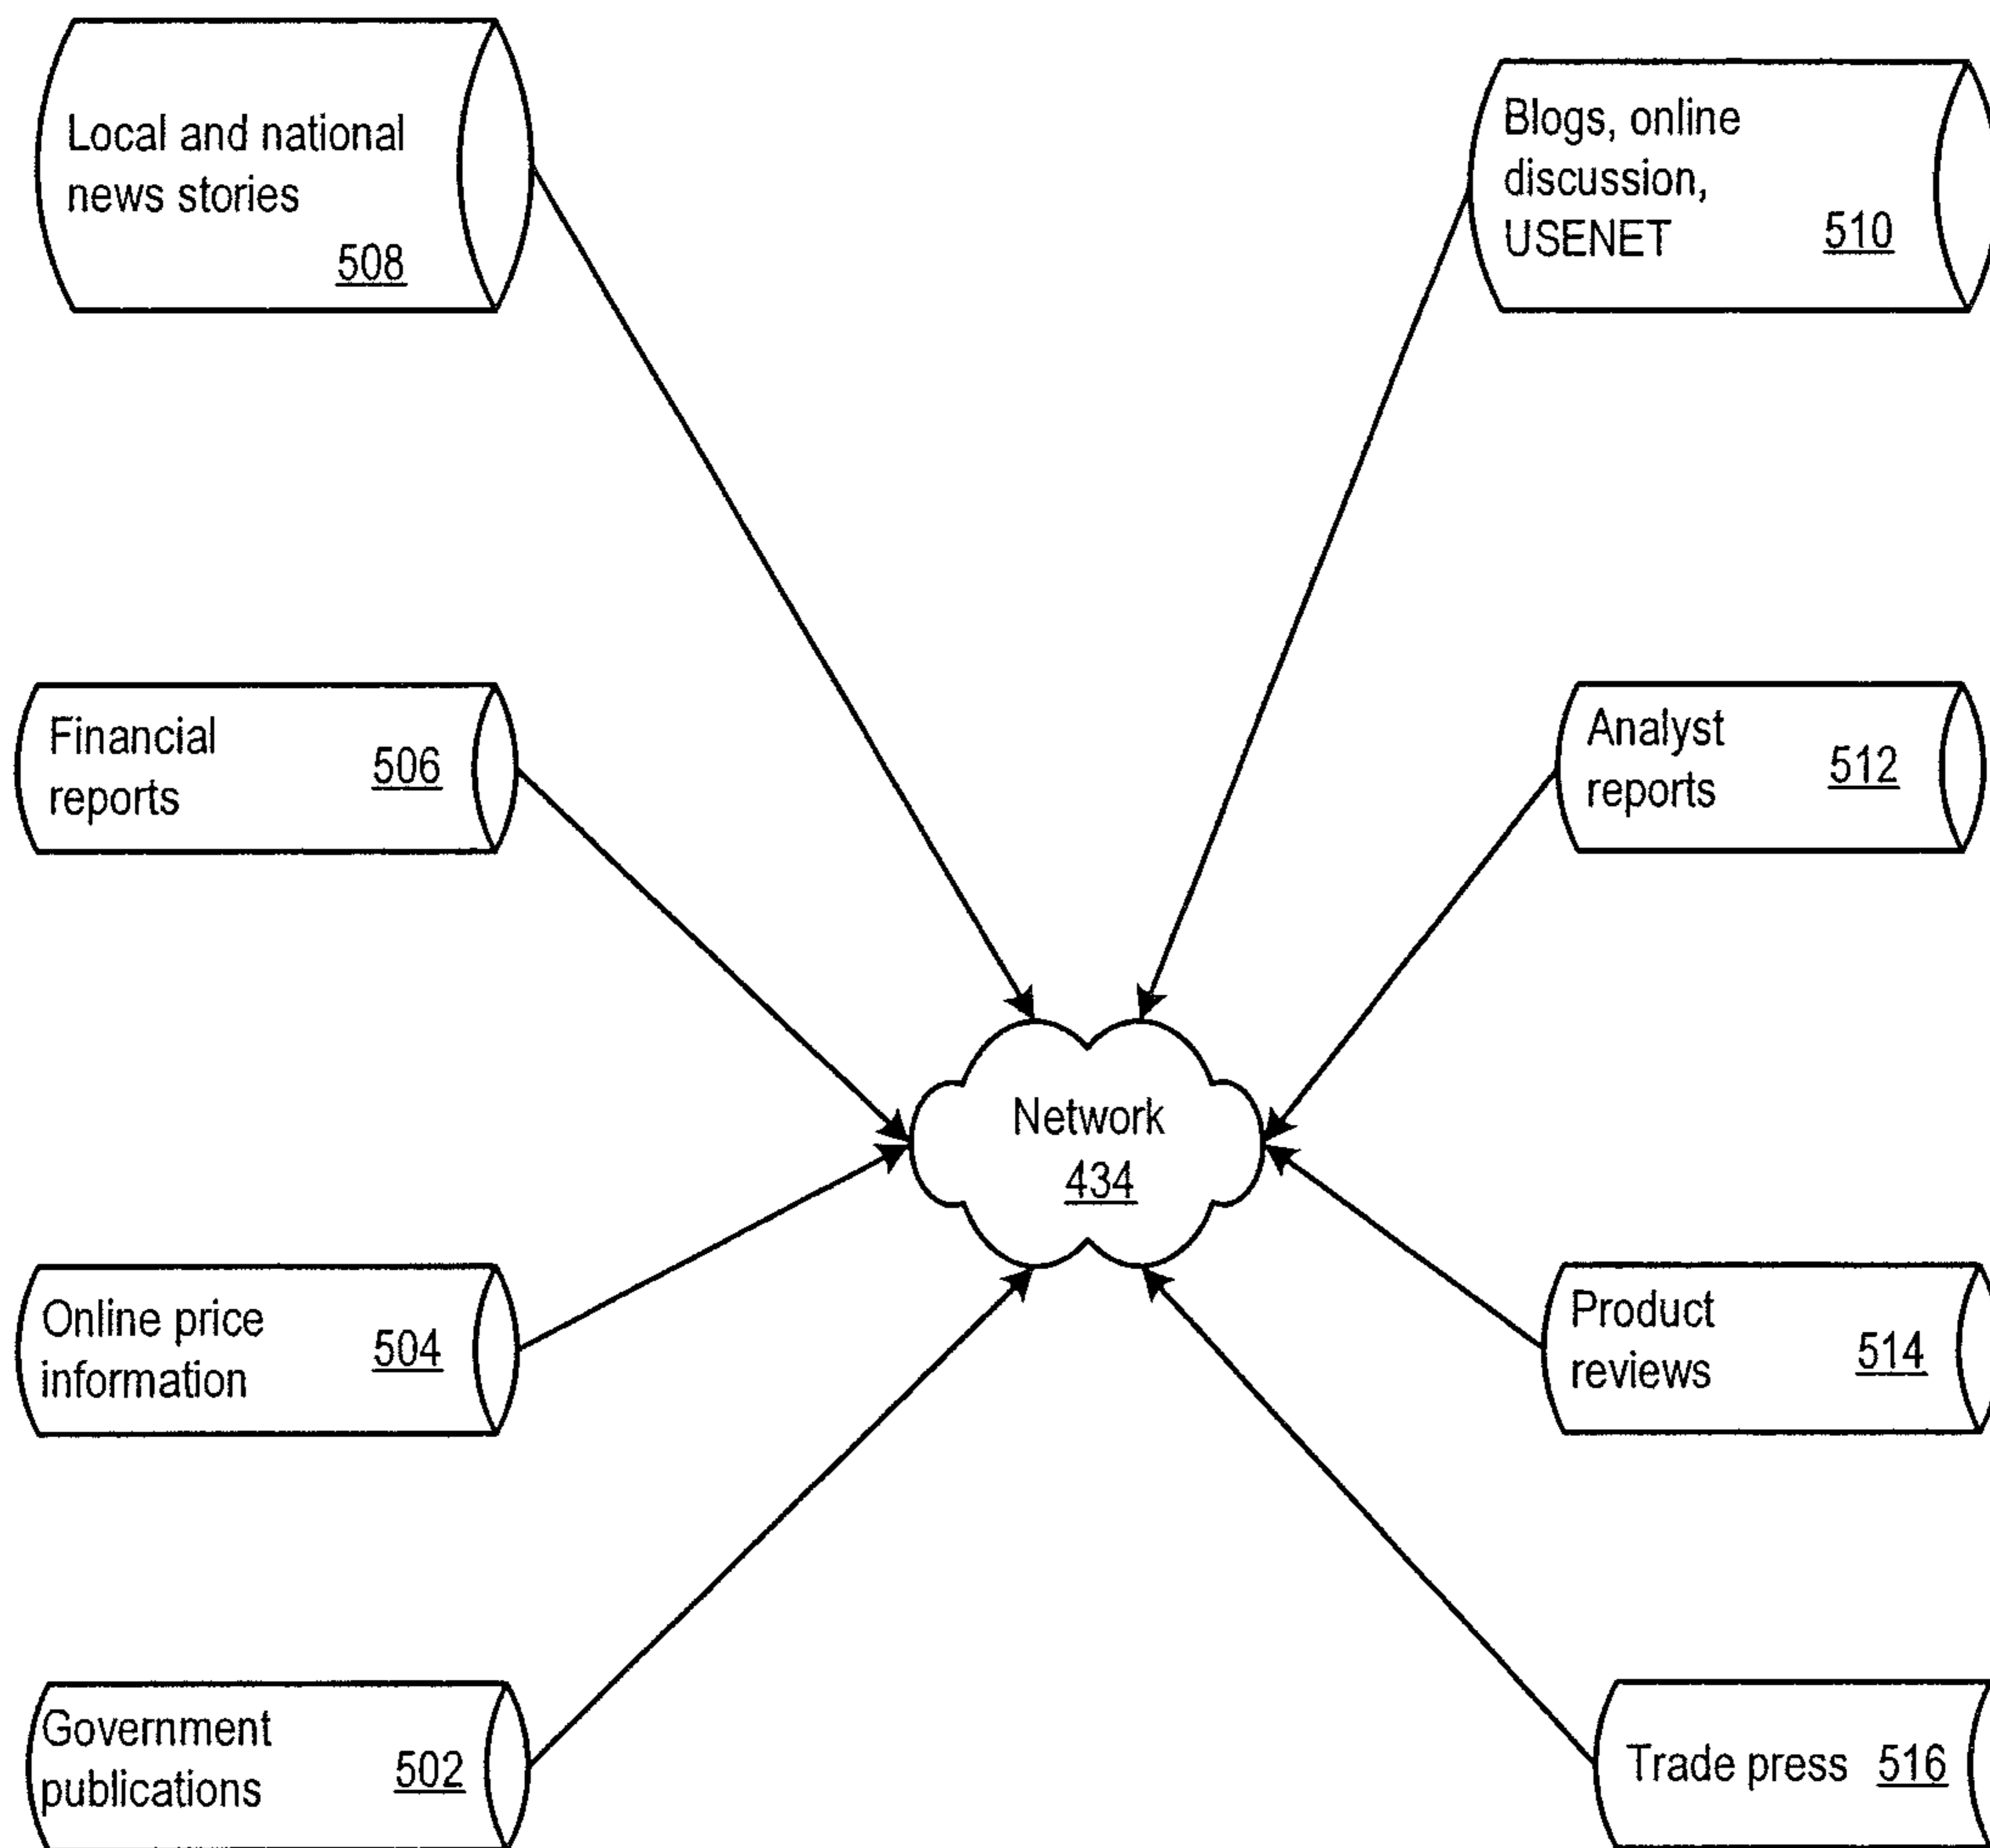 Local and national
news stories
508
Blogs, online
discussion,
USENET 510
Financial
reports 506
Analyst
reports 512
Network
434
Online price
information 504
Product
reviews 514
Government
publications 502
Trade press 516